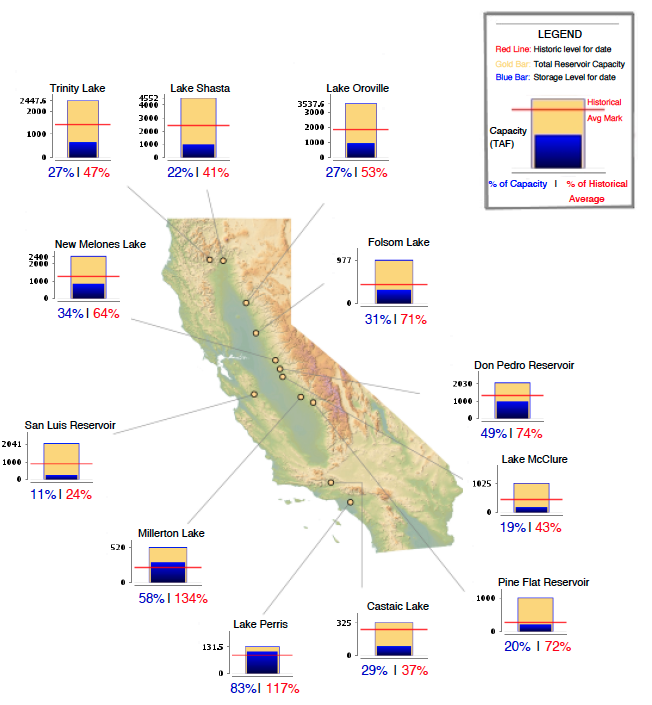 LEGEND
Red Line: Historic level for date
Gold Bar: Total Reservoir Capacity
Blue Bar: Storage Level for date
Historical
Avg Mark
Capacity
(TAF)
% of Capacity | % of Historical
Average
Trinity Lake
2447.6
2000
1000
0
27% | 47%
Lake Shasta
4552
4000
3000
2000
1000
0
22% | 41%
Lake Oroville
3537.6
3000
2000
1000
0
27% | 53%
New Melones Lake
2400
2000
1000
0
34% | 64%
Folsom Lake
977
0
31% | 71%
Don Pedro Reservoir
2030
1000
0
49% | 74%
San Luis Reservoir
2041
1000
0
11% | 24%
Lake McClure
1025
0
19% | 43%
Millerton Lake
520
0
58% | 134%
Pine Flat Reservoir
1000
0
20% | 72%
Castaic Lake
325
0
29% | 37%
Lake Perris
131.5
0
83% | 117%